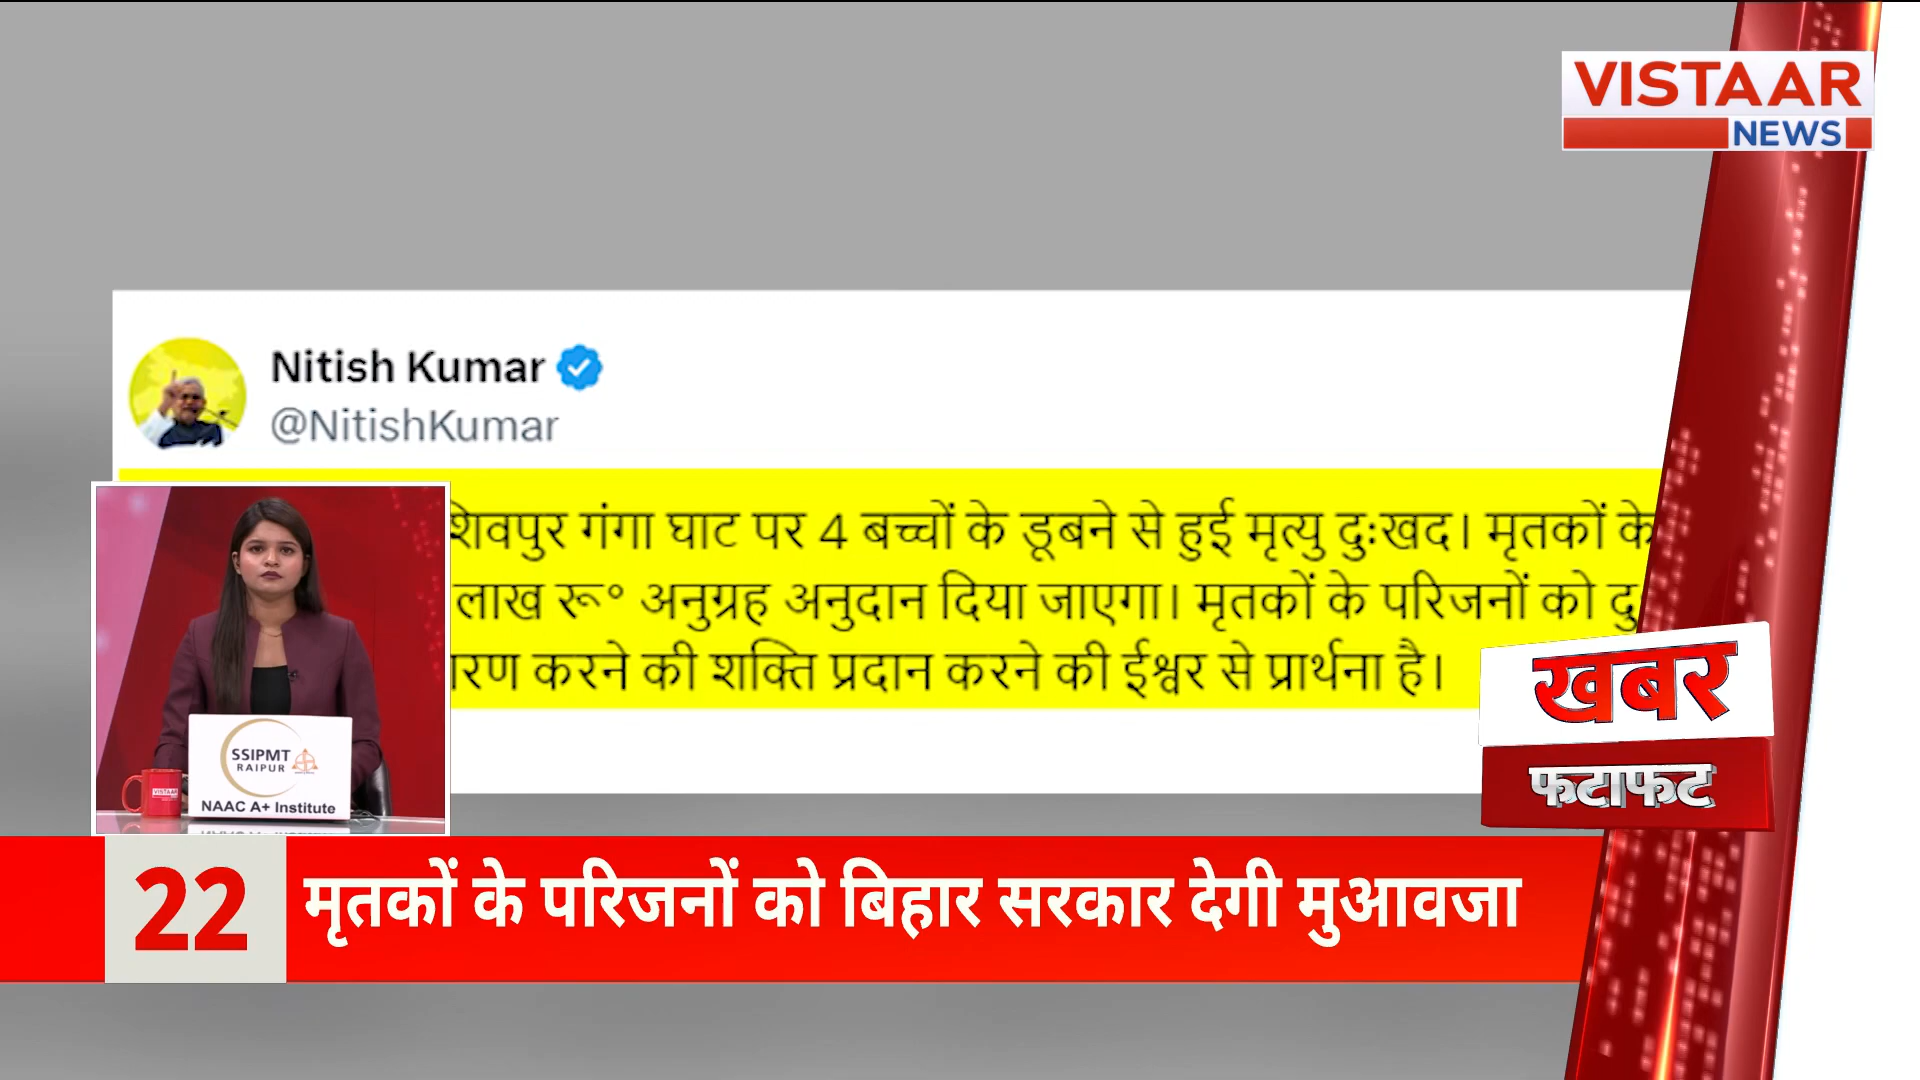 VISTAAR
NEWS
Nitish Kumar
@NitishKumar
शिवपुर गंगा घाट पर 4 बच्चों के डूबने से हुई मृत्यु दुःखद। मृतकों के
लाख रू° अनुग्रह अनुदान दिया जाएगा। मृतकों के परिजनों को
करने की शक्ति प्रदान करने की ईश्वर से प्रार्थना है।
SSIPMT
RAIPUR
NAAC A+ Institute
VISTAAR
खबर
फटाफट
22 मृतकों के परिजनों को बिहार सरकार देगी मुआवजा